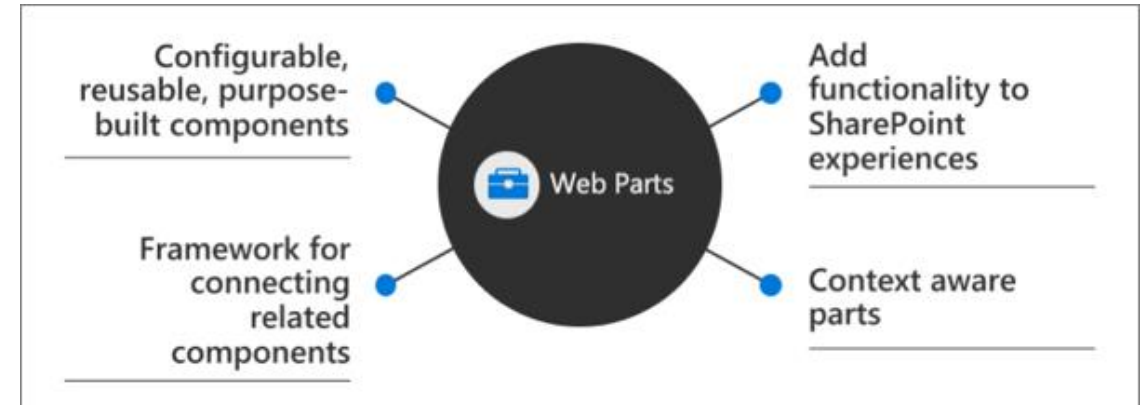 Configurable,
reusable, purpose-
built components
Add
functionality to
SharePoint
experiences
Web Parts
Framework for
connecting
related
components
Context aware
parts